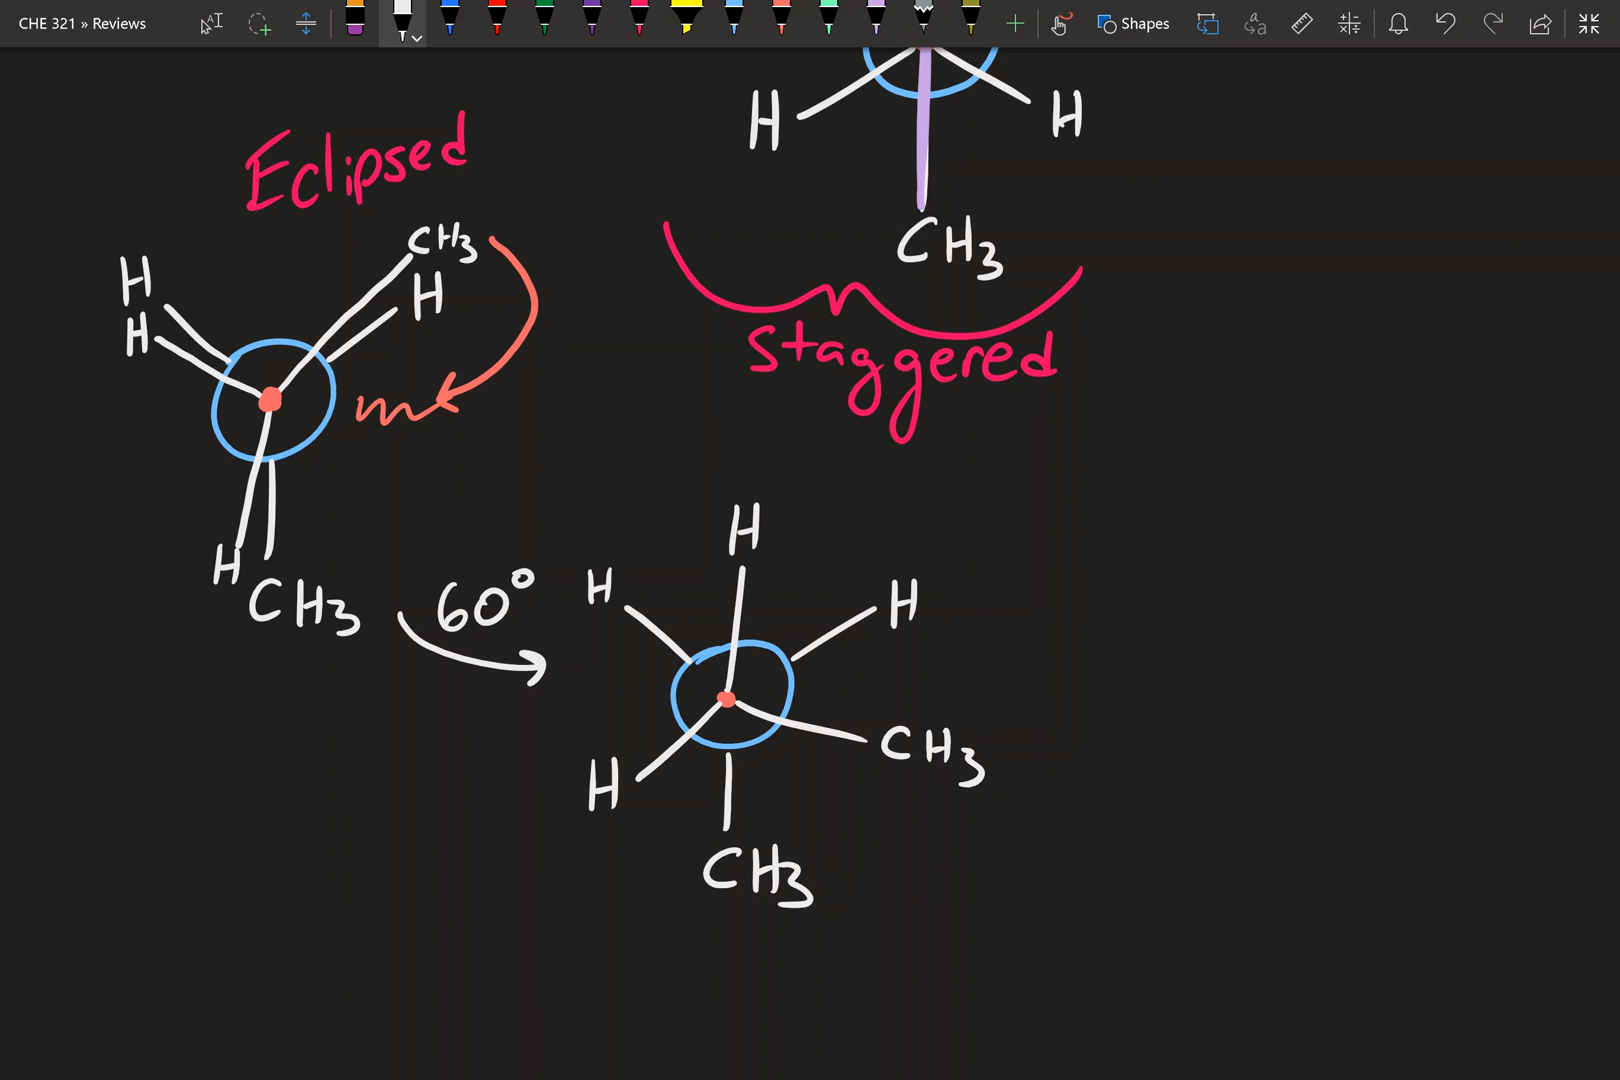 CHE 321 » Reviews
Shapes
H
H
CH3
Eclipsed
CH3
H
H
H
Staggered
H
CH3
60°
H
H
H
H
CH3
CH3